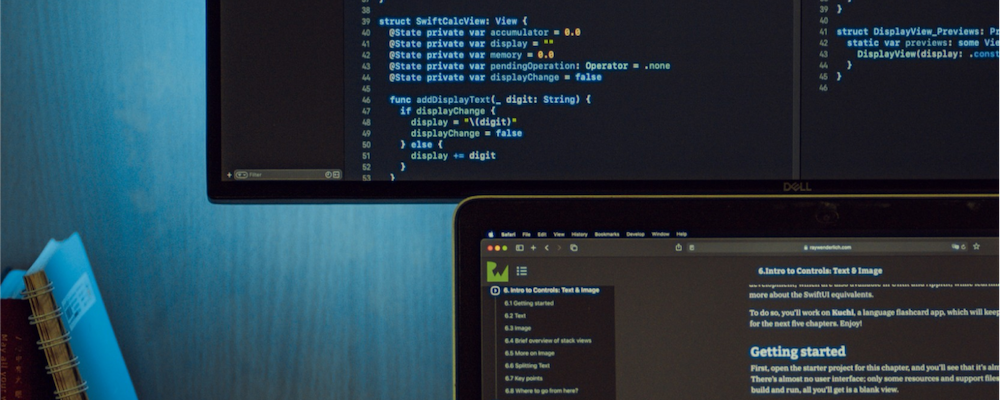 38
39 struct SwiftCalcView: View {
40 @State private var accumulator = 0.0
41 @State private var display = ""
42 @State private var memory = 0.0
43 @State private var pendingOperation: Operator = .none
44 @State private var displayChange = false
45
46 func addDisplayText(_ digit: String) {
47 if displayChange {
48 display = "\(digit)"
49 displayChange = false
50 } else {
51 display += digit
52 }
53 }
Filter
39 }
40
41 struct DisplayView_Previews: Pr
42 static var previews: some Vie
43 DisplayView(display: .const
44 }
45 }
46
DELL
Safari File Edit View History Bookmarks Develop Window Help
raywenderlich.com
6.Intro to Controls: Text & Image
6. Intro to Controls: Text & Image
6.1 Getting started
6.2 Text
6.3 Image
6.4 Brief overview of stack views
6.5 More on Image
6.6 Splitting Text
6.7 Key points
6.8 Where to go from here?
more about the SwiftUI equivalents.
To do so, you'll work on Kuchi, a language flashcard app, which will keep
for the next five chapters. Enjoy!
Getting started
First, open the starter project for this chapter, and you'll see that it's alm
There's almost no user interface; only some resources and support files
build and run, all you'll get is a blank view.